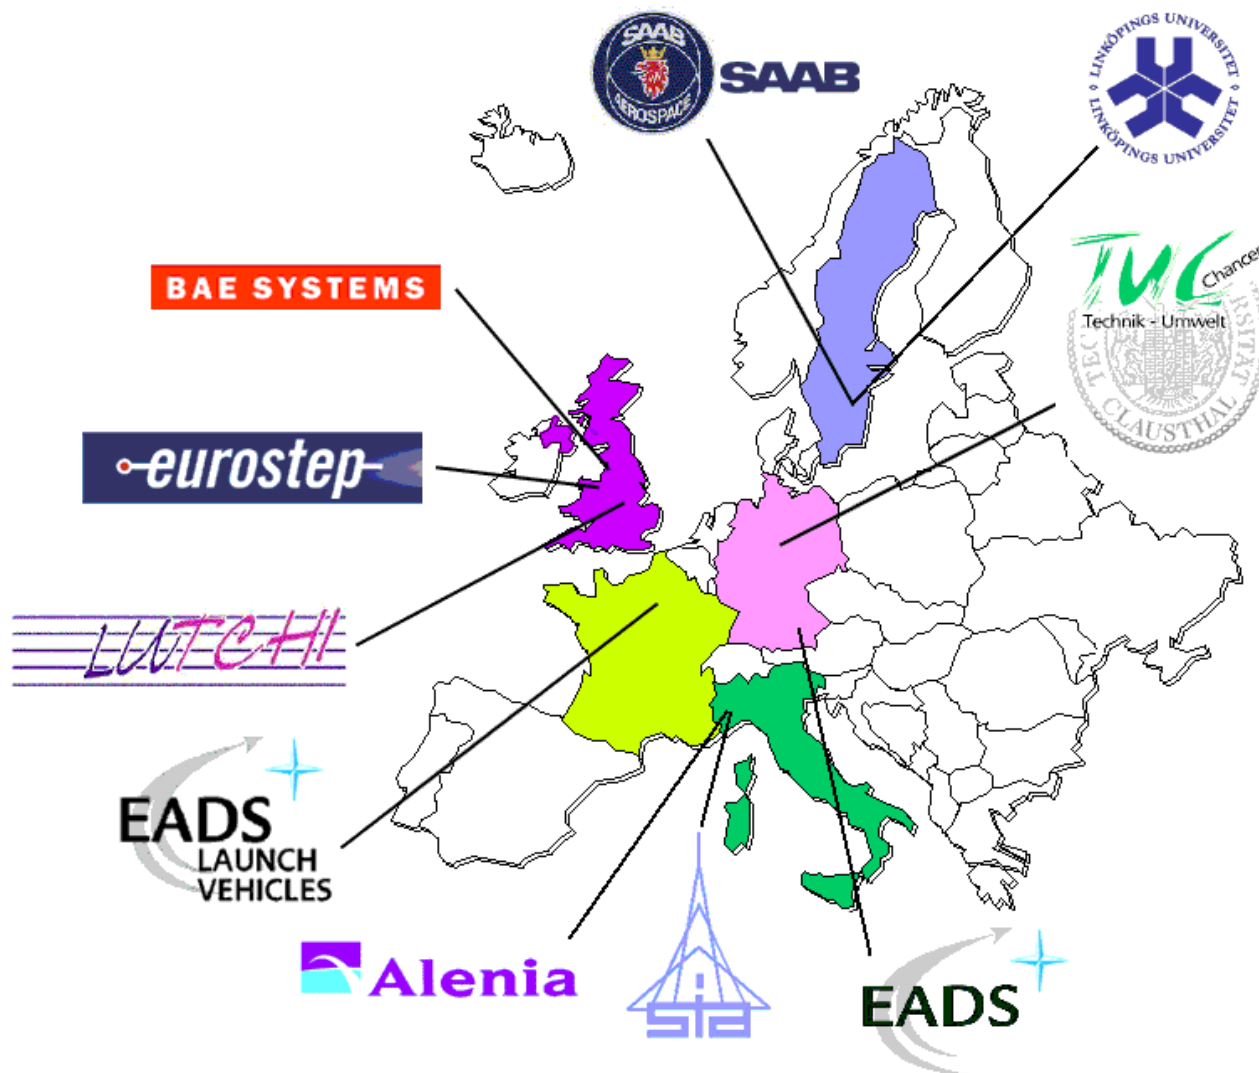 SAAB
AEROSPACE
SAAB
LINKÖPINGS UNIVERSITET
LINKÖPINGS UNIVERSITET
TUC
Chancen
Technik - Umwelt
CLAUSTHAL
BAE SYSTEMS
eurostep
LUTCHI
EADS
LAUNCH
VEHICLES
Alenia
sia
EADS